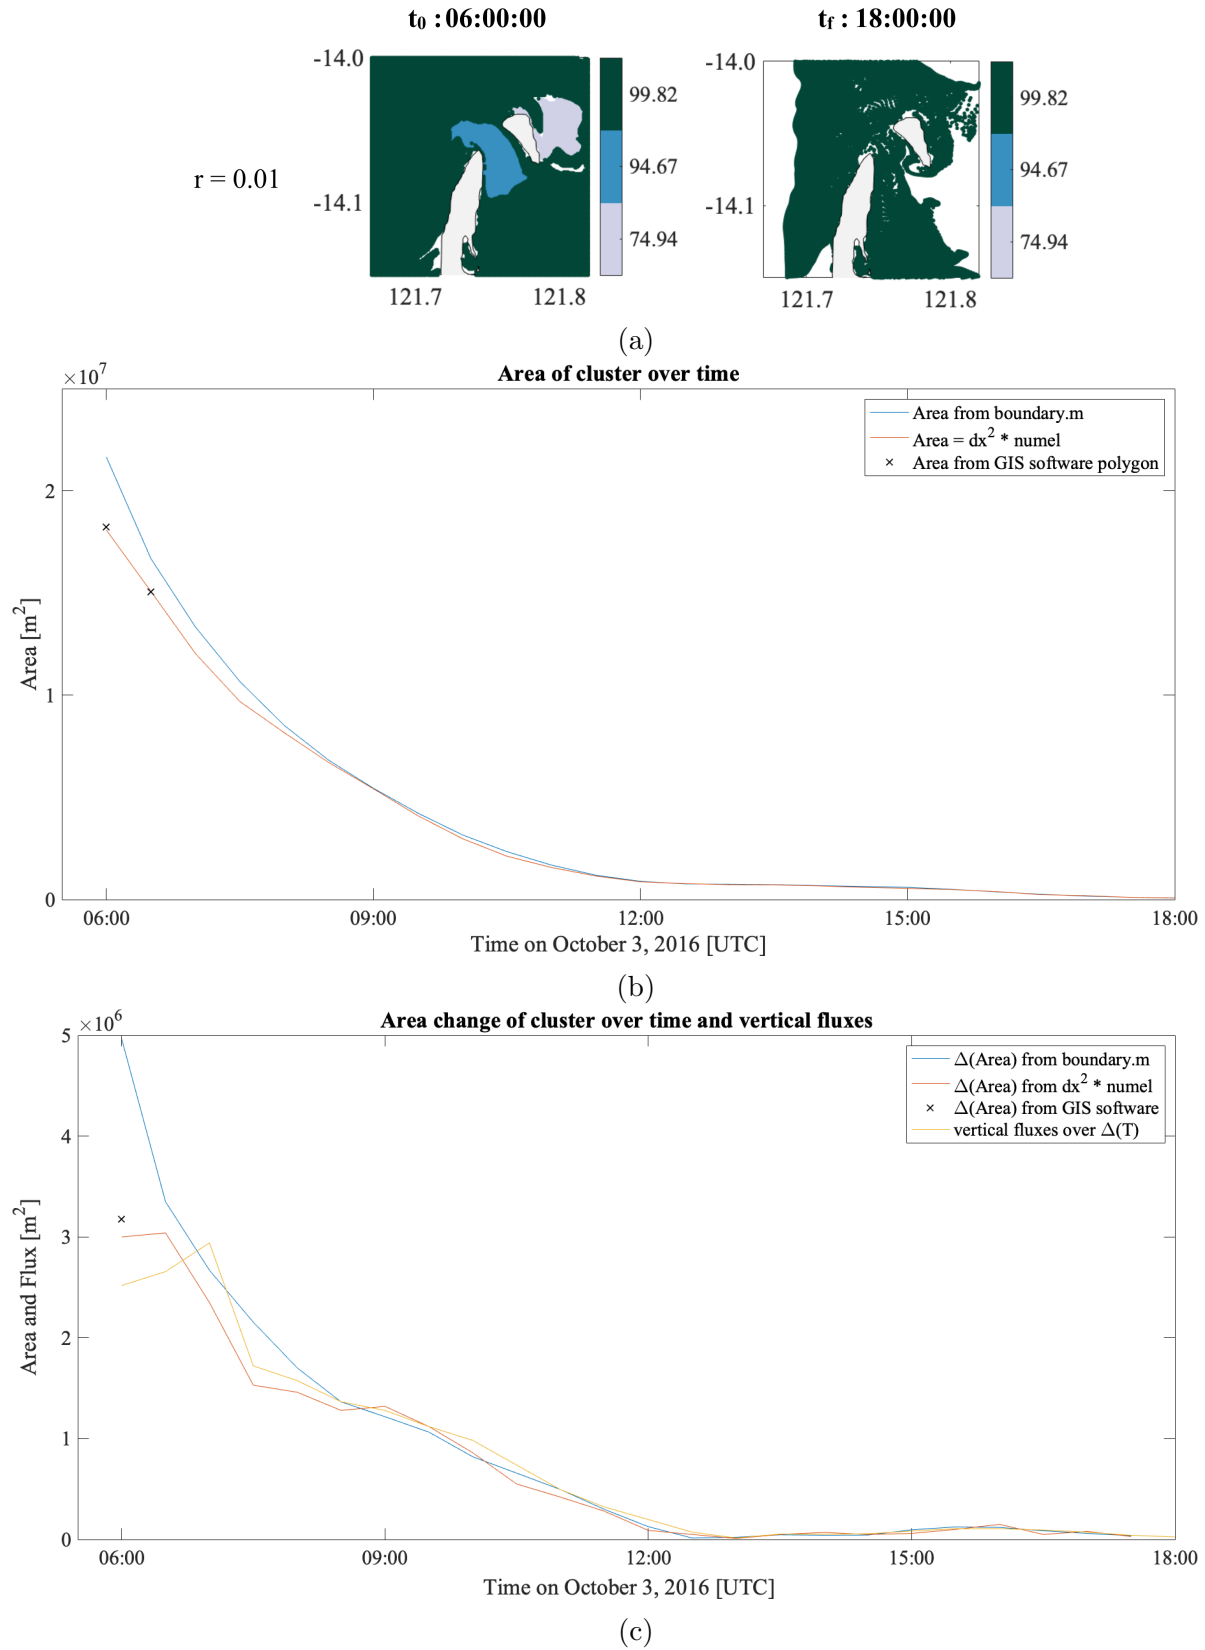 t₀ : 06:00:00 t_f : 18:00:00
r = 0.01
-14.0
-14.1
121.7 121.8
99.82
94.67
74.94
-14.0
-14.1
121.7 121.8
99.82
94.67
74.94
(a)
Area of cluster over time
×10⁷
Area from boundary.m
Area = dx² * numel
Area from GIS software polygon
2
1
0
Area [m²]
06:00 09:00 12:00 15:00 18:00
Time on October 3, 2016 [UTC]
(b)
Area change of cluster over time and vertical fluxes
×10⁶
Δ(Area) from boundary.m
Δ(Area) from dx² * numel
Δ(Area) from GIS software
vertical fluxes over Δ(T)
5
4
3
2
1
0
Area and Flux [m²]
06:00 09:00 12:00 15:00 18:00
Time on October 3, 2016 [UTC]
(c)